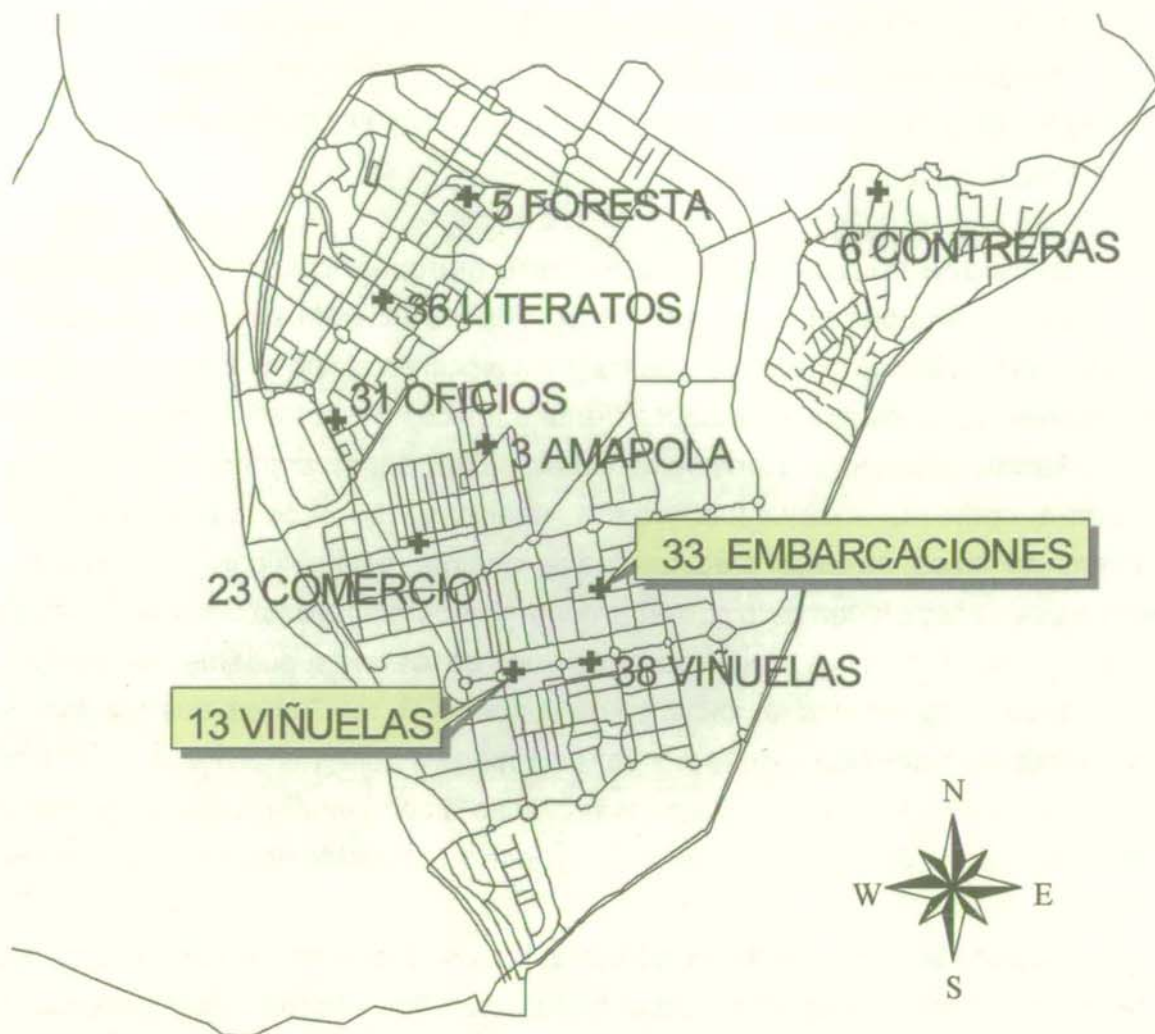 5 FORESTA
6 CONTRERAS
36 LITERATOS
31 OFICIOS
3 AMAPOLA
33 EMBARCACIONES
23 COMERCIO
38 VIÑUELAS
13 VIÑUELAS
N
W
E
S